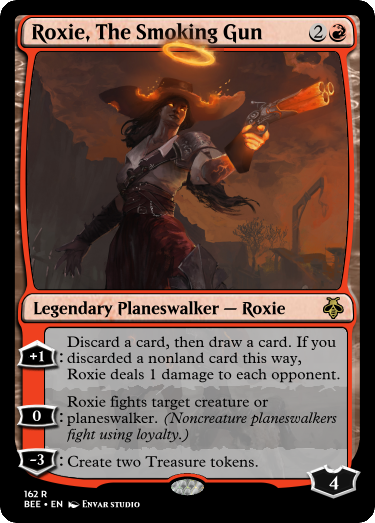 Roxie, The Smoking Gun 2
Legendary Planeswalker — Roxie
+1: Discard a card, then draw a card. If you
discarded a nonland card this way,
Roxie deals 1 damage to each opponent.
0: Roxie fights target creature or
planeswalker. (Noncreature planeswalkers
fight using loyalty.)
-3: Create two Treasure tokens.
4
162 R
BEE • EN ENVAR STUDIO